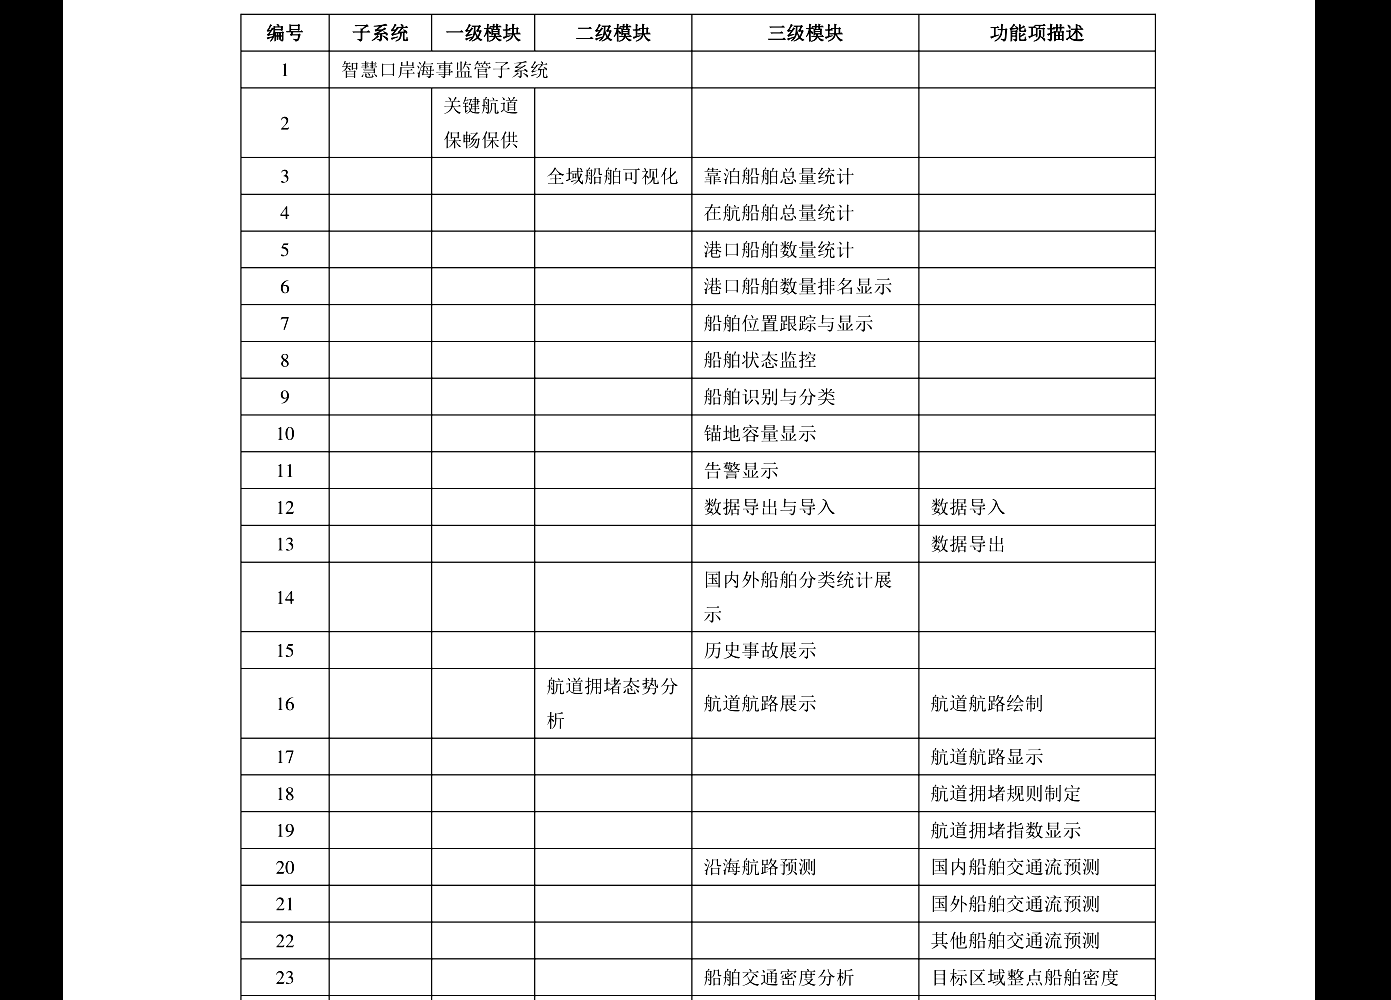 编号 子系统 一级模块 二级模块 三级模块 功能项描述
1 智慧口岸海事监管子系统
关键航道
2
保畅保供
3 全域船舶可视化 靠泊船舶总量统计
4 在航船舶总量统计
5 港口船舶数量统计
6 港口船舶数量排名显示
7 船舶位置跟踪与显示
8 船舶状态监控
9 船舶识别与分类
10 锚地容量显示
11 告警显示
12 数据导出与导入 数据导入
13 数据导出
国内外船舶分类统计展
14
示
15 历史事故展示
航道拥堵态势分
16 航道航路展示 航道航路绘制
析
17 航道航路显示
18 航道拥堵规则制定
19 航道拥堵指数显示
20 沿海航路预测 国内船舶交通流预测
21 国外船舶交通流预测
22 其他船舶交通流预测
23 船舶交通密度分析 目标区域整点船舶密度